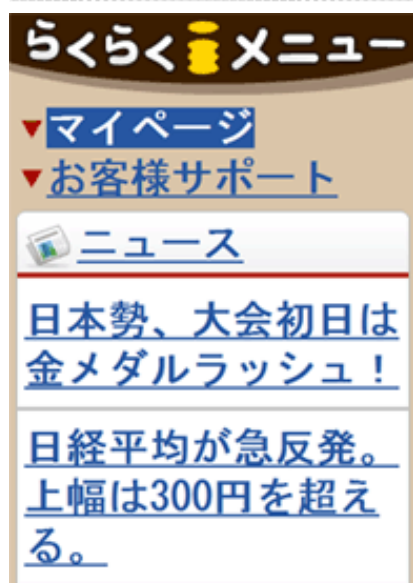 らくらくiメニュー
▼マイページ
▼お客様サポート
ニュース
日本勢、大会初日は
金メダルラッシュ！
日経平均が急反発。
上幅は300円を超え
る。